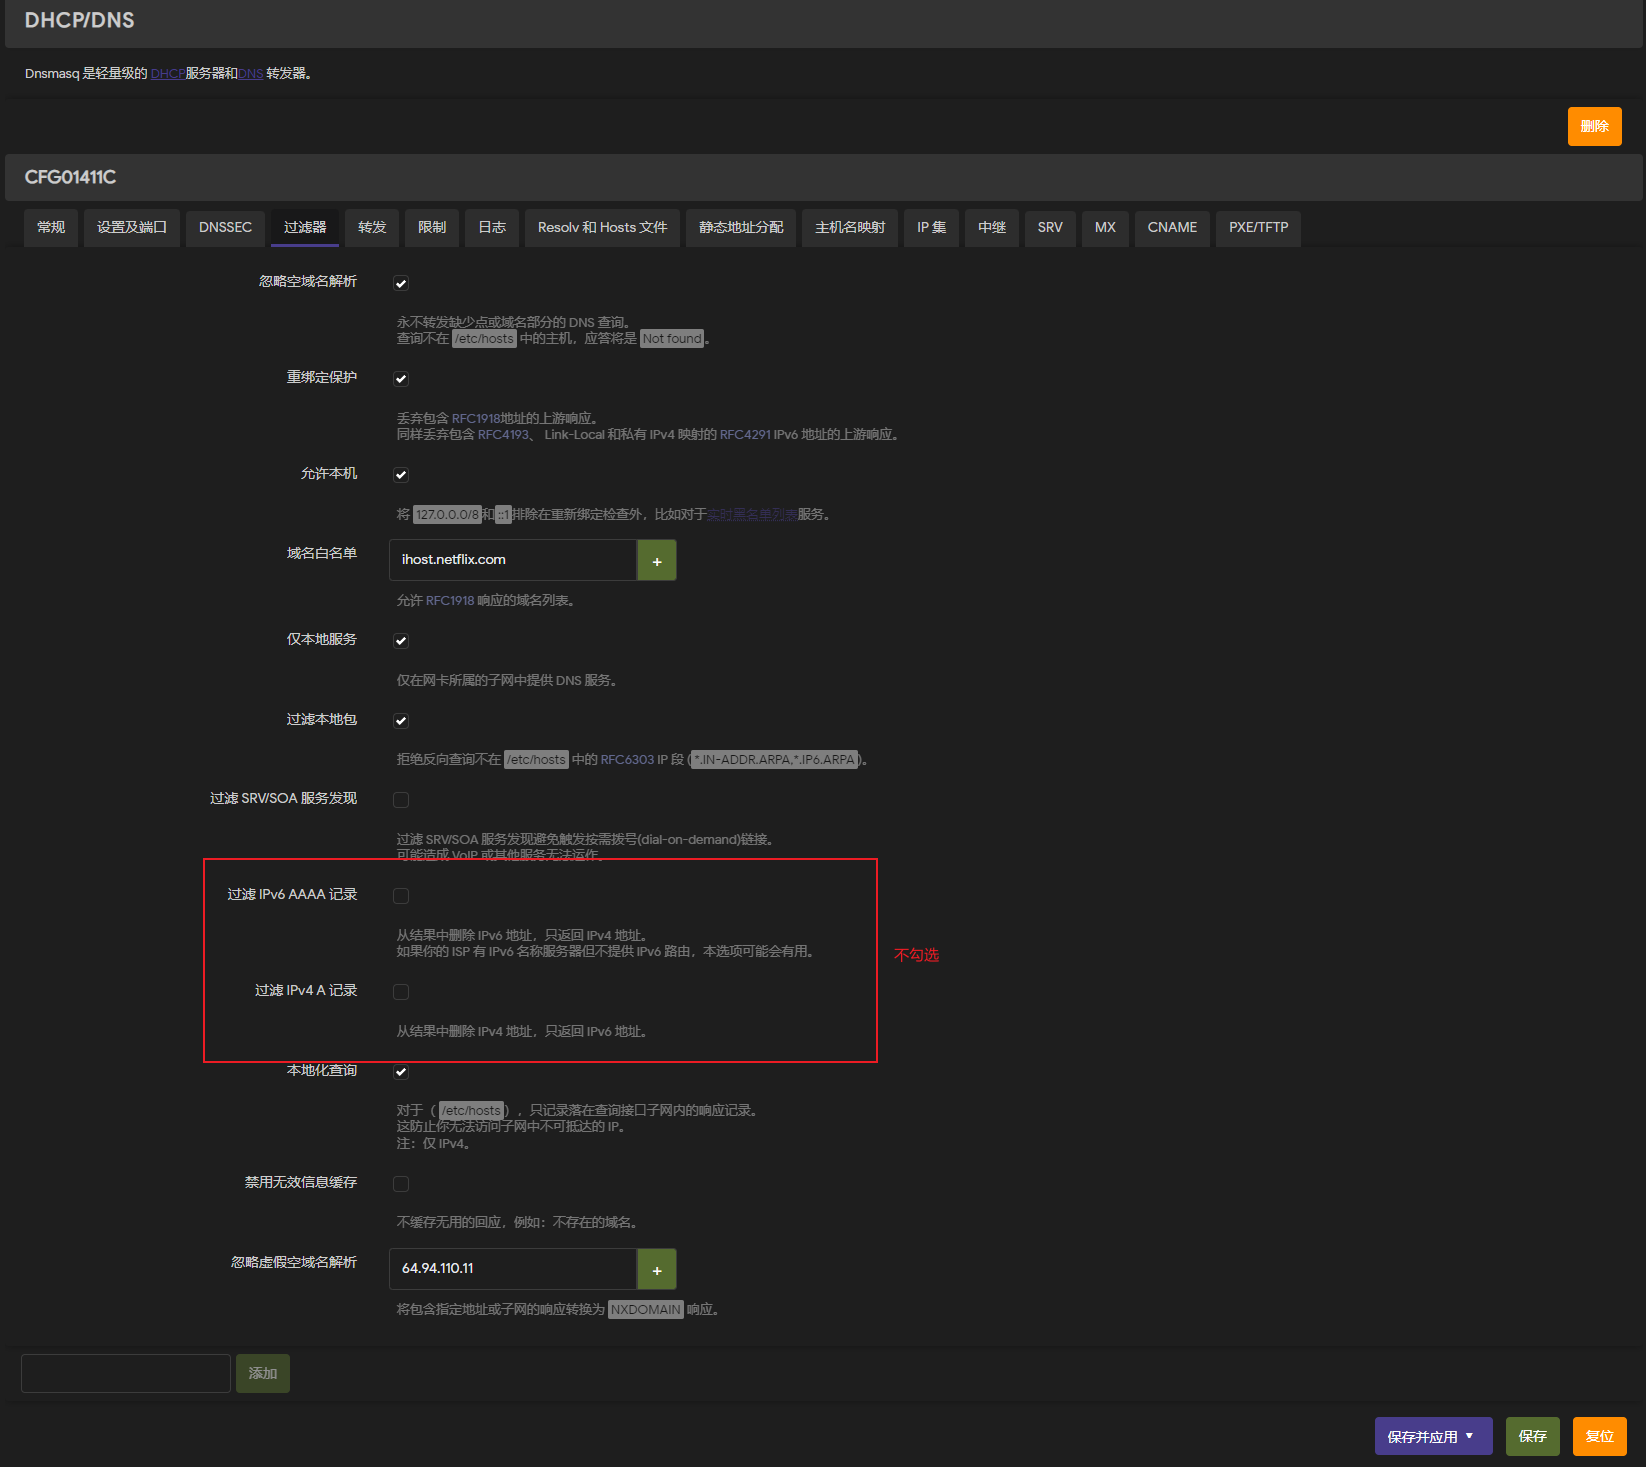 DHCP/DNS
Dnsmasq 是轻量级的 DHCP服务器和DNS 转发器。
删除
CFG01411C
常规 设置及端口 DNSSEC 过滤器 转发 限制 日志 Resolv 和 Hosts 文件 静态地址分配 主机名映射 IP 集 中继 SRV MX CNAME PXE/TFTP
忽略空域名解析
永不转发缺少点或域名部分的 DNS 查询。
查询不在 /etc/hosts 中的主机，应答将是 Not found。
重绑定保护
丢弃包含 RFC1918地址的上游响应。
同样丢弃包含 RFC4193、 Link-Local 和私有 IPv4 映射的 RFC4291 IPv6 地址的上游响应。
允许本机
将 127.0.0.0/8和::1排除在重新绑定检查外，比如对于实时黑名单列表服务。
域名白名单
ihost.netflix.com +
允许 RFC1918 响应的域名列表。
仅本地服务
仅在网卡所属的子网中提供 DNS 服务。
过滤本地包
拒绝反向查询不在 /etc/hosts 中的 RFC6303 IP 段 (*.IN-ADDR.ARPA,*.IP6.ARPA)。
过滤 SRV/SOA 服务发现
过滤 SRV/SOA 服务发现避免触发按需拨号(dial-on-demand)链接。
可能造成 VoIP 或其他服务无法运作。
过滤 IPv6 AAAA 记录
从结果中删除 IPv6 地址，只返回 IPv4 地址。
如果你的 ISP 有 IPv6 名称服务器但不提供 IPv6 路由，本选项可能会有用。
不勾选
过滤 IPv4 A 记录
从结果中删除 IPv4 地址，只返回 IPv6 地址。
本地化查询
对于（ /etc/hosts ），只记录落在查询接口子网内的响应记录。
这防止你无法访问子网中不可抵达的 IP。
注：仅 IPv4。
禁用无效信息缓存
不缓存无用的回应，例如：不存在的域名。
忽略虚假空域名解析
64.94.110.11 +
将包含指定地址或子网的响应转换为 NXDOMAIN 响应。
添加
保存并应用 保存 复位